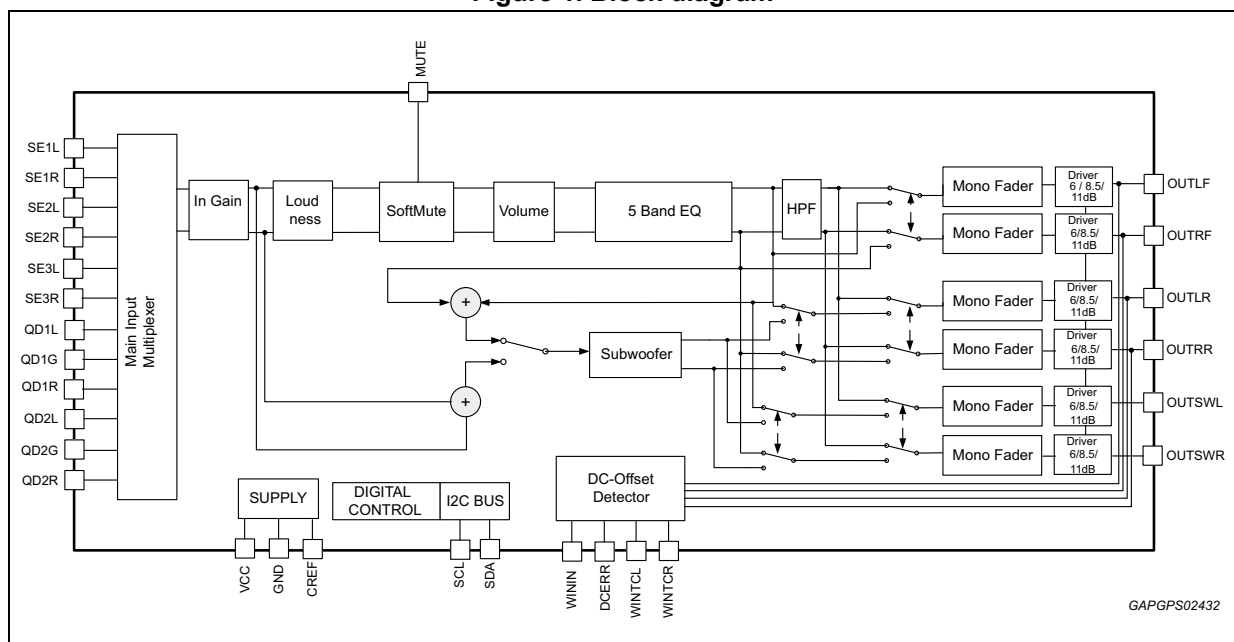 MUTE
SE1L
SE1R
SE2L
SE2R
SE3L
SE3R
QD1L
QD1G
QD1R
QD2L
QD2G
QD2R
Main Input
Multiplexer
In Gain
Loud
ness
SoftMute
Volume
5 Band EQ
HPF
Mono Fader
Driver
6 / 8.5/
11dB
OUTLF
Mono Fader
Driver
6/8.5/
11dB
OUTRF
Mono Fader
Driver
6/8.5/
11dB
OUTLR
Mono Fader
Driver
6/8.5/
11dB
OUTRR
Mono Fader
Driver
6/8.5/
11dB
OUTSWL
Mono Fader
Driver
6/8.5/
11dB
OUTSWR
+
Subwoofer
+
SUPPLY
DIGITAL
CONTROL
I2C BUS
DC-Offset
Detector
VCC
GND
CREF
SCL
SDA
WININ
DCERR
WINTCL
WINTCR
GAPGPS02432